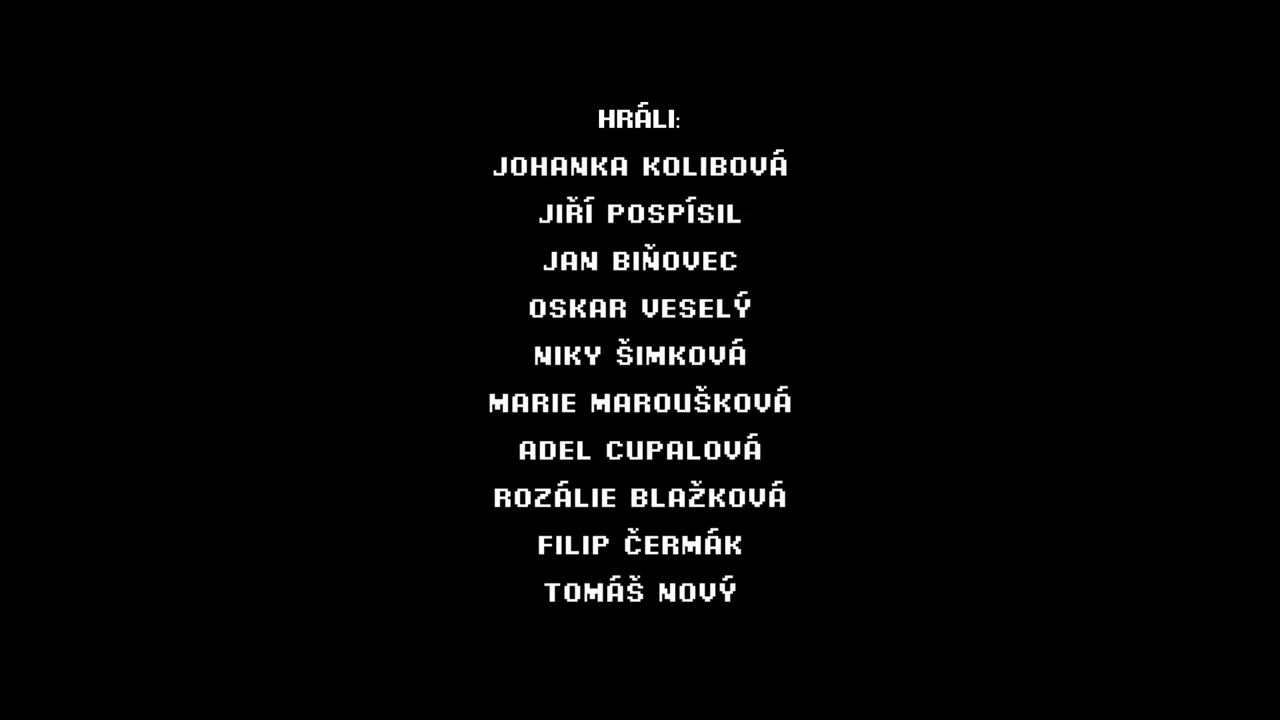 HRÁLI:
JOHANKA KOLIBOVÁ
JIŘÍ POSPÍSIL
JAN BIŇOVEC
OSKAR VESELÝ
NIKY ŠIMKOVÁ
MARIE MAROUŠKOVÁ
ADEL CUPALOVÁ
ROZÁLIE BLAŽKOVÁ
FILIP ČERMÁK
TOMÁŠ NOVÝ